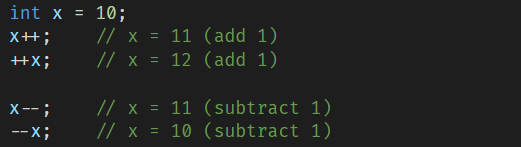 int x = 10;
x++;    // x = 11 (add 1)
++x;    // x = 12 (add 1)

x--;    // x = 11 (subtract 1)
--x;    // x = 10 (subtract 1)